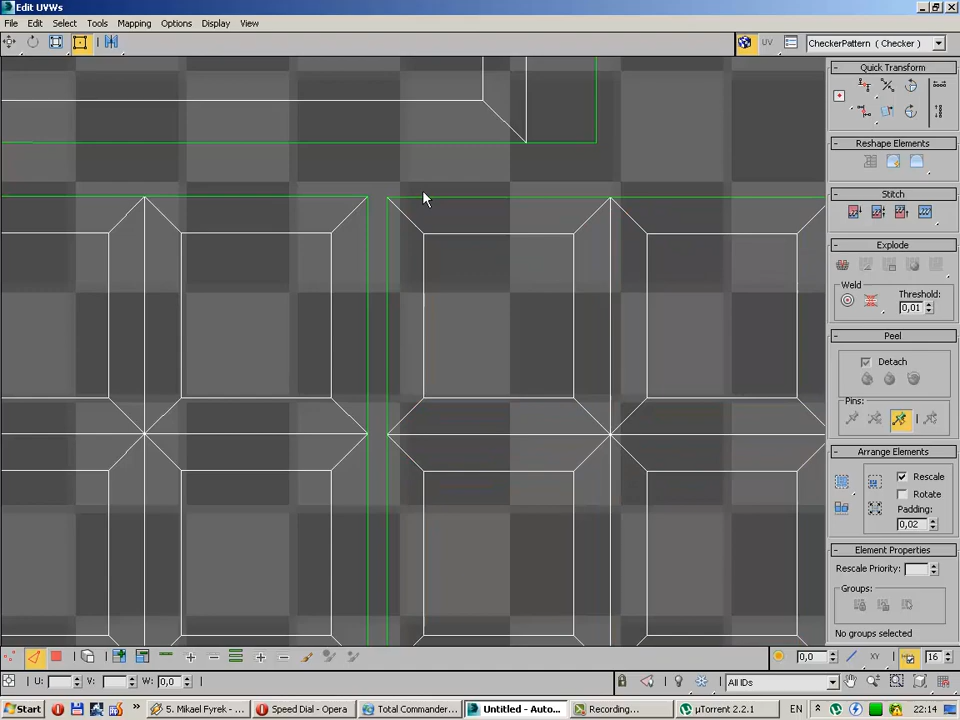 Edit UVWs
File Edit Select Tools Mapping Options Display View
UV CheckerPattern ( Checker )
Quick Transform
Reshape Elements
Stitch
Explode
Weld
Threshold:
0,01
Peel
Detach
Pins:
Arrange Elements
Rescale
Rotate
Padding:
0,02
Element Properties
Rescale Priority:
Groups:
No groups selected
0,0 XY 16
U: V: W: 0,0 All IDs
Start 5. Mikael Fyrek - ... Speed Dial - Opera Total Commander... Untitled - Auto... Recording... µTorrent 2.2.1 EN 22:14